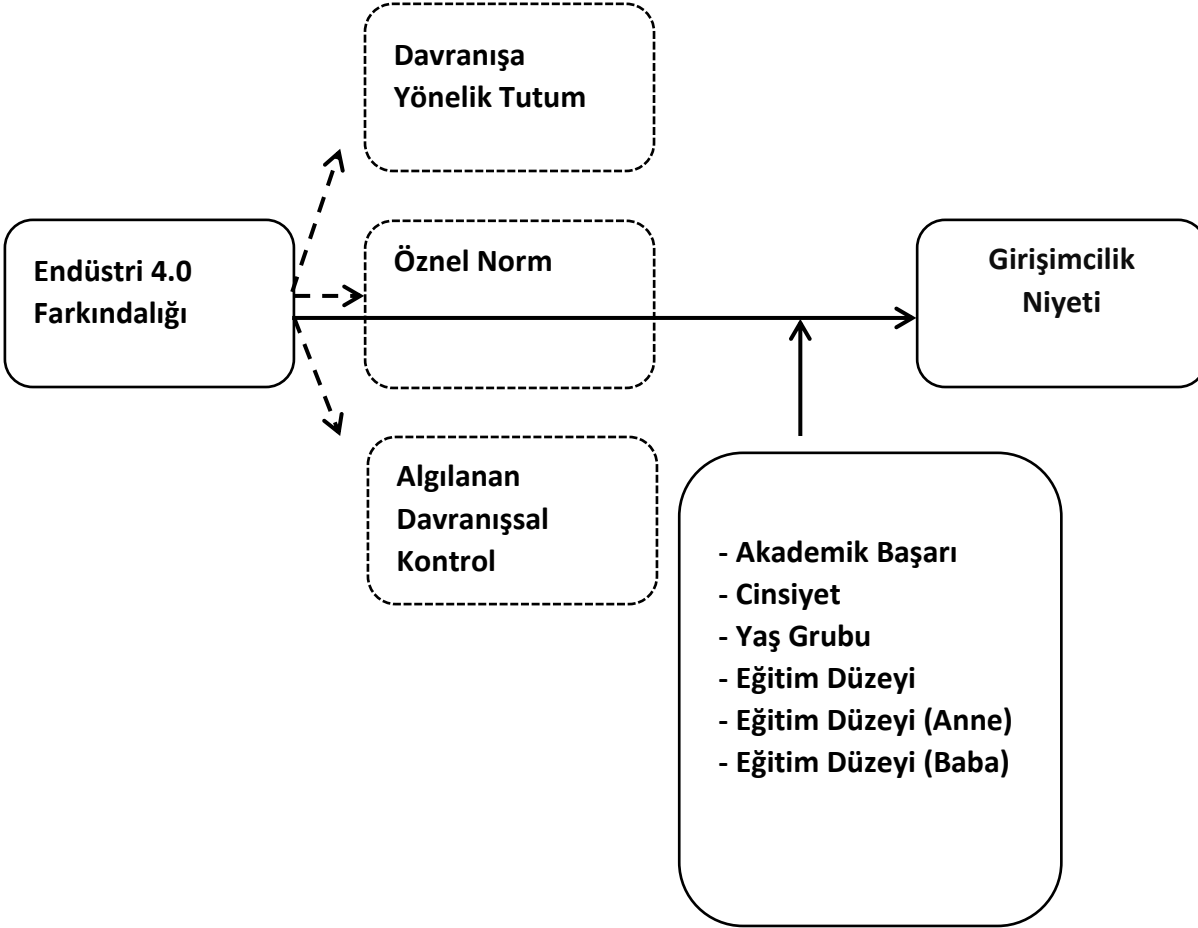 Davranışa
Yönelik Tutum
Endüstri 4.0
Farkındalığı
Öznel Norm
Girişimcilik
Niyeti
Algılanan
Davranışsal
Kontrol
- Akademik Başarı
- Cinsiyet
- Yaş Grubu
- Eğitim Düzeyi
- Eğitim Düzeyi (Anne)
- Eğitim Düzeyi (Baba)